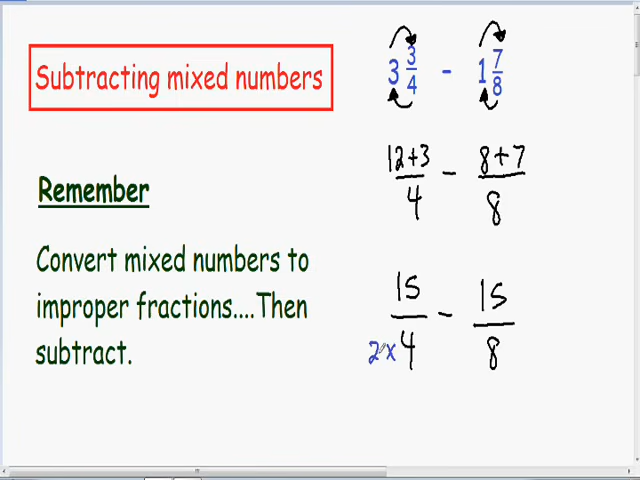 Subtracting mixed numbers
3 3/4 - 1 7/8
12+3/4 - 8+7/8
Remember
Convert mixed numbers to
improper fractions....Then
subtract.
15/4 - 15/8
2x